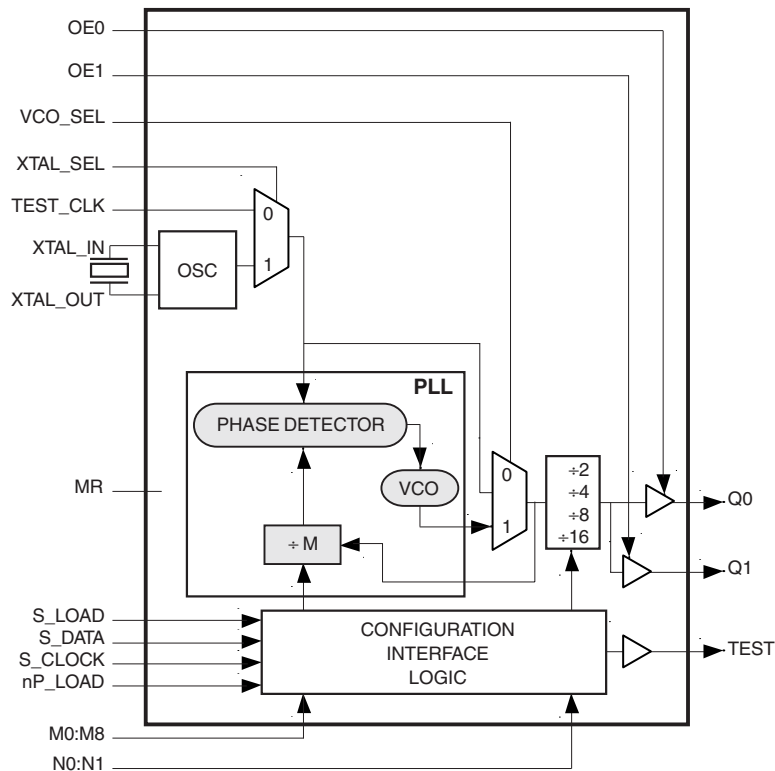 OE0
OE1
VCO_SEL
XTAL_SEL
TEST_CLK
0
XTAL_IN
OSC
1
XTAL_OUT
PLL
PHASE DETECTOR
VCO
0
1
÷2
÷4
÷8
÷16
MR
Q0
÷ M
Q1
S_LOAD
S_DATA
S_CLOCK
nP_LOAD
CONFIGURATION
INTERFACE
LOGIC
TEST
M0:M8
N0:N1